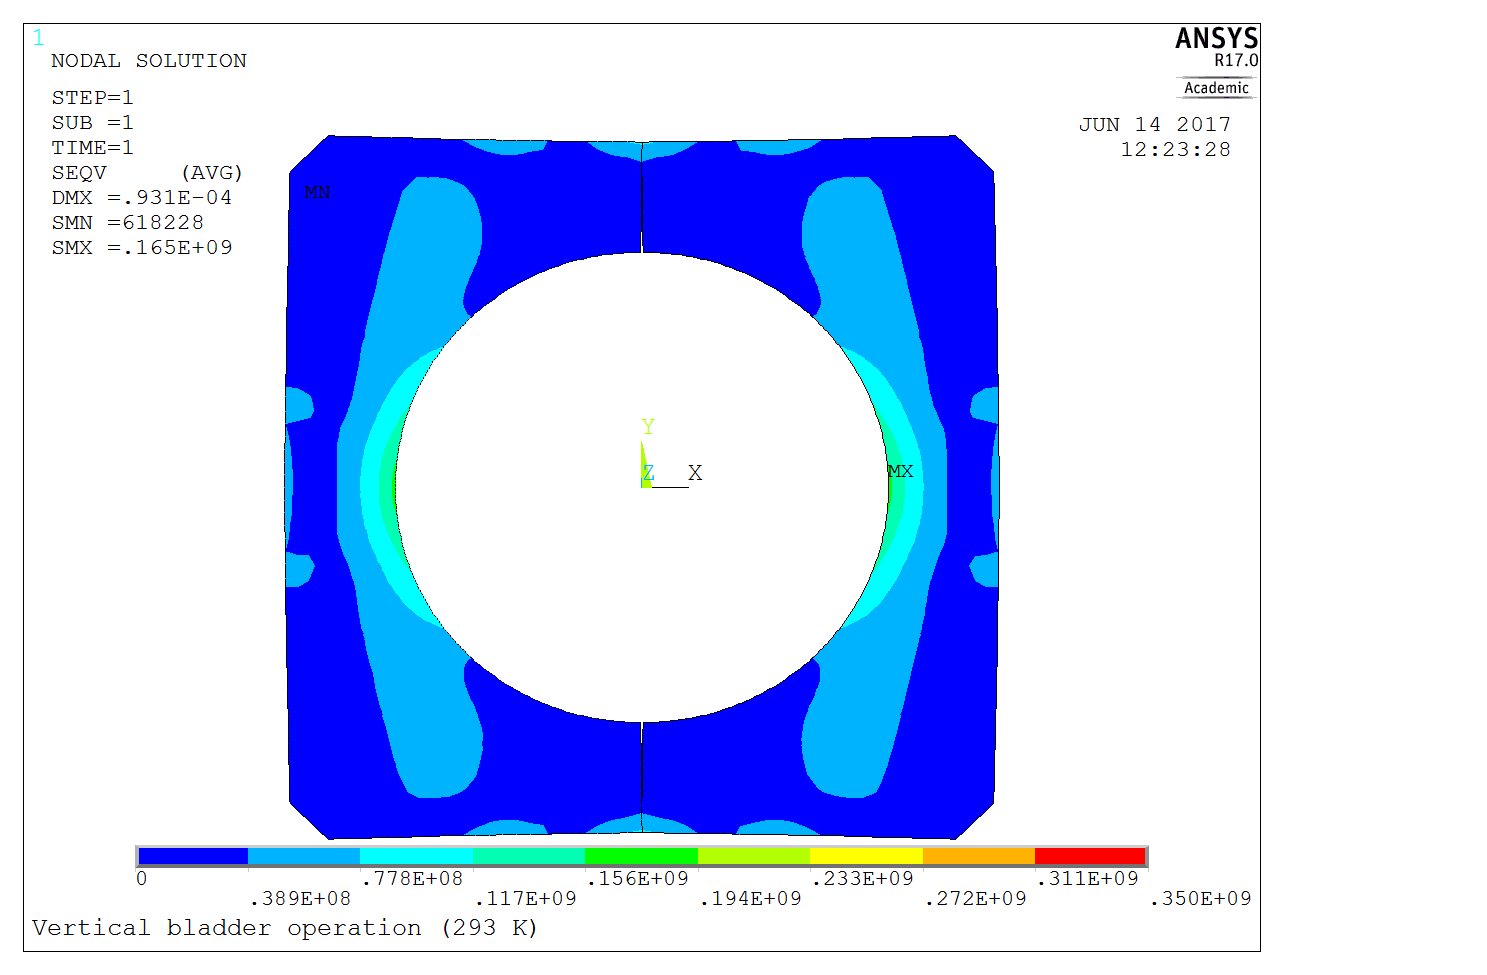 1
ANSYS
R17.0
Academic
NODAL SOLUTION
STEP=1
SUB =1
TIME=1
SEQV (AVG)
DMX =.931E-04
SMN =618228
SMX =.165E+09
JUN 14 2017
12:23:28
MN
Y
Z X
MX
0 .778E+08 .156E+09 .233E+09 .311E+09
.389E+08 .117E+09 .194E+09 .272E+09 .350E+09
Vertical bladder operation (293 K)